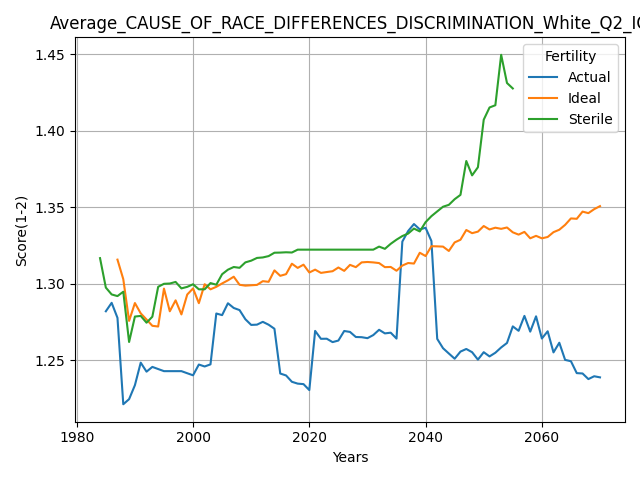 Average_CAUSE_OF_RACE_DIFFERENCES_DISCRIMINATION_White_Q2_IQ
Fertility
Actual
Ideal
Sterile
1.45
1.40
1.35
1.30
1.25
Score(1-2)
1980 2000 2020 2040 2060
Years